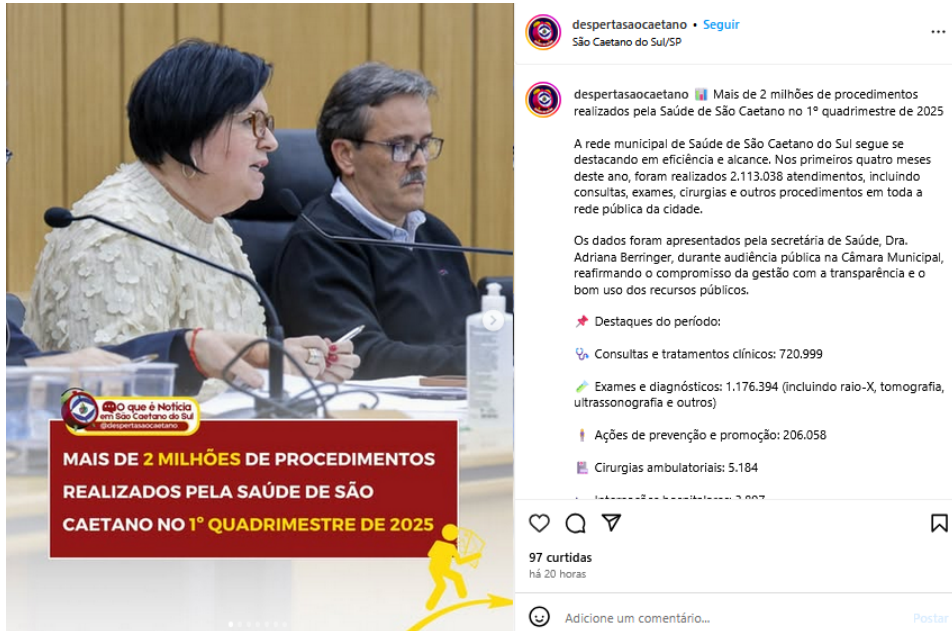 O que é Notícia
em São Caetano do Sul
@despertasaocaetano
MAIS DE 2 MILHÕES DE PROCEDIMENTOS
REALIZADOS PELA SAÚDE DE SÃO
CAETANO NO 1º QUADRIMESTRE DE 2025
despertasaocaetano • Seguir
São Caetano do Sul/SP
despertasaocaetano 📊 Mais de 2 milhões de procedimentos
realizados pela Saúde de São Caetano no 1º quadrimestre de 2025
A rede municipal de Saúde de São Caetano do Sul segue se
destacando em eficiência e alcance. Nos primeiros quatro meses
deste ano, foram realizados 2.113.038 atendimentos, incluindo
consultas, exames, cirurgias e outros procedimentos em toda a
rede pública da cidade.
Os dados foram apresentados pela secretária de Saúde, Dra.
Adriana Berringer, durante audiência pública na Câmara Municipal,
reafirmando o compromisso da gestão com a transparência e o
bom uso dos recursos públicos.
📌 Destaques do período:
🩺 Consultas e tratamentos clínicos: 720.999
🧪 Exames e diagnósticos: 1.176.394 (incluindo raio-X, tomografia,
ultrassonografia e outros)
Ações de prevenção e promoção: 206.058
Cirurgias ambulatoriais: 5.184
97 curtidas
há 20 horas
Adicione um comentário...
Postar